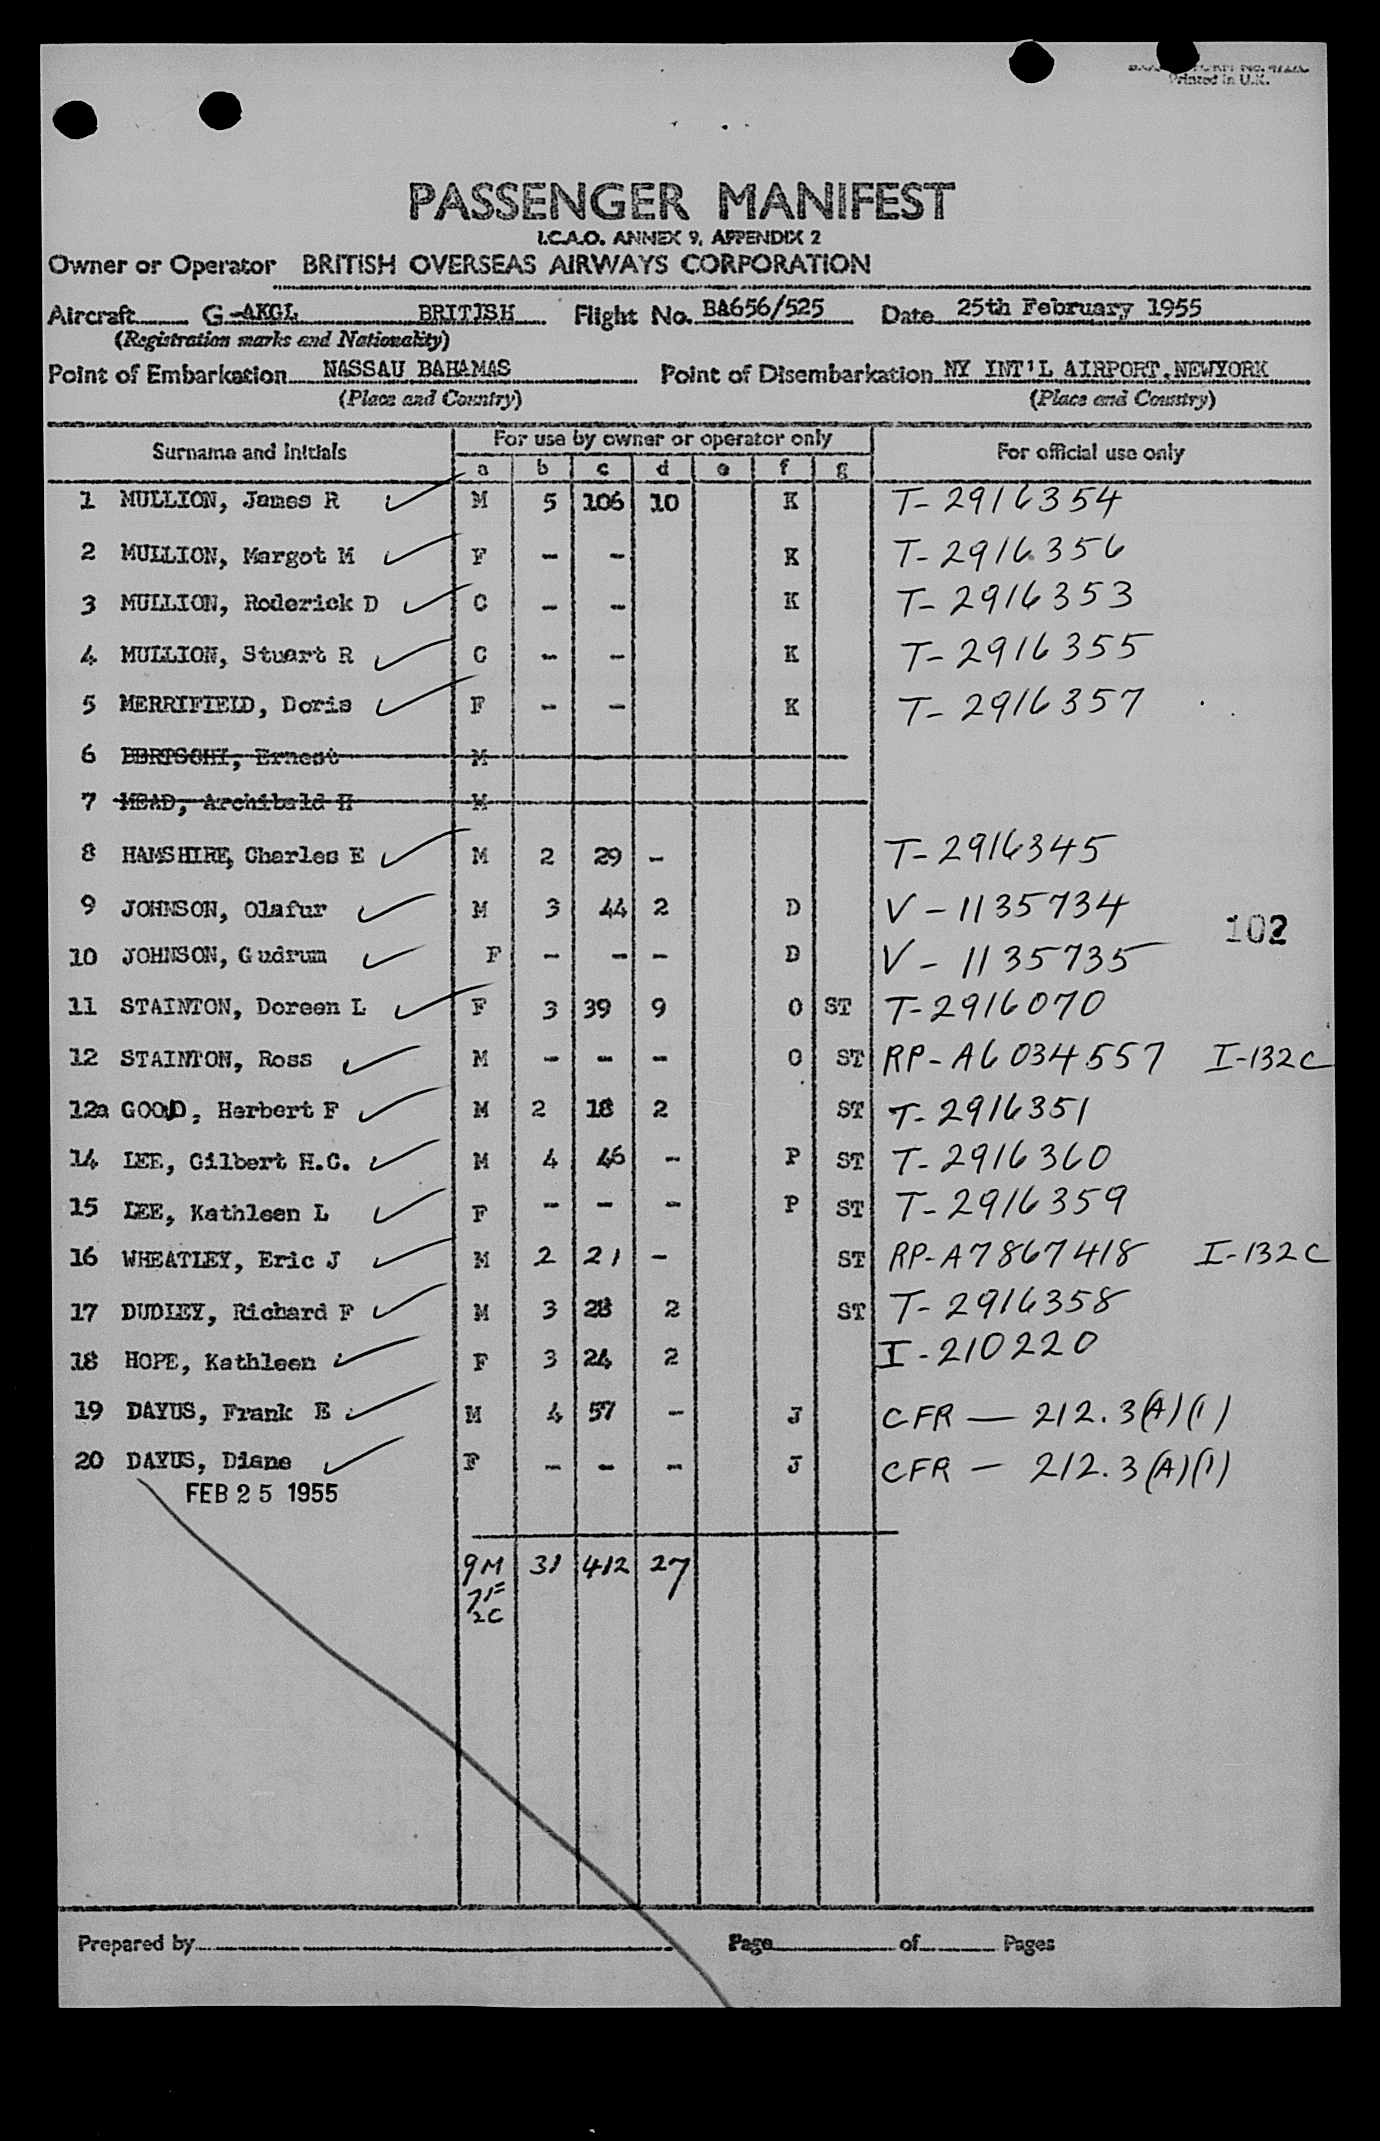 Printed in U.K.
PASSENGER MANIFEST
I.C.A.O. ANNEX 9, APPENDIX 2
Owner or Operator BRITISH OVERSEAS AIRWAYS CORPORATION
Aircraft G-AKGL BRITISH Flight No. BA656/525 Date 25th February 1955
(Registration marks and Nationality)
Point of Embarkation NASSAU BAHAMAS Point of Disembarkation NY INT'L AIRPORT, NEWYORK
(Place and Country) (Place and Country)
Surname and Initials For use by owner or operator only For official use only
a b c d e f g
1 MULLION, James R M 5 106 10 K T-2916354
2 MULLION, Margot M F - - K T-2916356
3 MULLION, Roderick D C - - K T-2916353
4 MULLION, Stuart R C - - K T-2916355
5 MERRIFIELD, Doris F - - K T-2916357
6 BERTSCHI, Ernest M
7 MEAD, Archibald H M
8 HAMSHIRE, Charles E M 2 29 - T-2916345
9 JOHNSON, Olafur M 3 44 2 D V-1135734
102
10 JOHNSON, Gudrum F - - - D V-1135735
11 STAINTON, Doreen L F 3 39 9 O ST T-2916070
12 STAINTON, Ross M - - - O ST RP-A6034557 I-132C
12a GOOD, Herbert F M 2 18 2 ST T-2916351
14 LEE, Gilbert H.C. M 4 46 - P ST T-2916360
15 LEE, Kathleen L F - - - P ST T-2916359
16 WHEATLEY, Eric J M 2 21 - ST RP-A7867418 I-132C
17 DUDLEY, Richard F M 3 28 2 ST T-2916358
18 HOPE, Kathleen F 3 24 2 I-210220
19 DAYUS, Frank E M 4 57 - J CFR - 212.3(A)(1)
20 DAYUS, Diane F - - - J CFR - 212.3(A)(1)
FEB 25 1955
9M 31 412 27
7F
2C
Prepared by Page of Pages